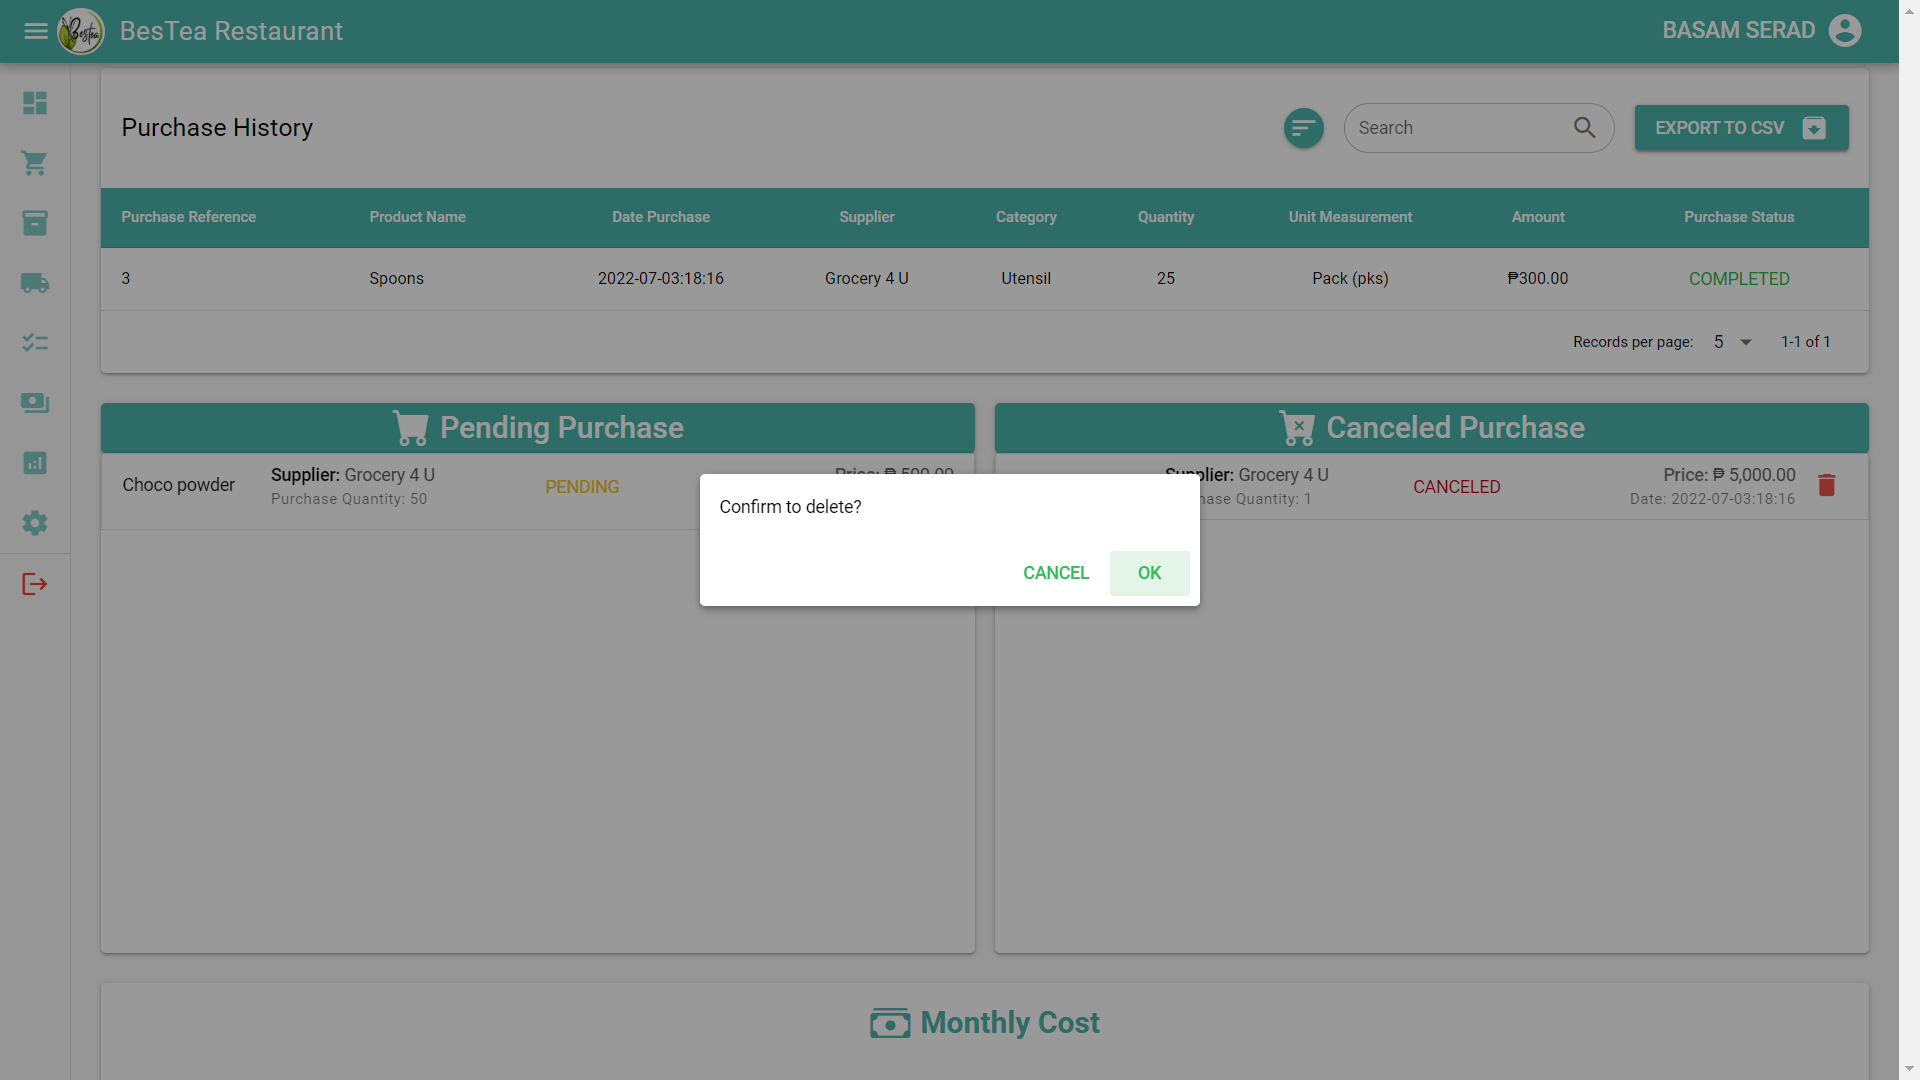 BesTea
BesTea Restaurant
BASAM SERAD
Purchase History
Search
EXPORT TO CSV
Purchase Reference Product Name Date Purchase Supplier Category Quantity Unit Measurement Amount Purchase Status
3 Spoons 2022-07-03:18:16 Grocery 4 U Utensil 25 Pack (pks) ₱300.00 COMPLETED
Records per page: 5 1-1 of 1
Pending Purchase
Choco powder
Supplier: Grocery 4 U
Purchase Quantity: 50
PENDING
Price: ₱ 500.00
Canceled Purchase
Supplier: Grocery 4 U
Quantity: 1
CANCELED
Price: ₱ 5,000.00
Date: 2022-07-03:18:16
Confirm to delete?
CANCEL
OK
Monthly Cost